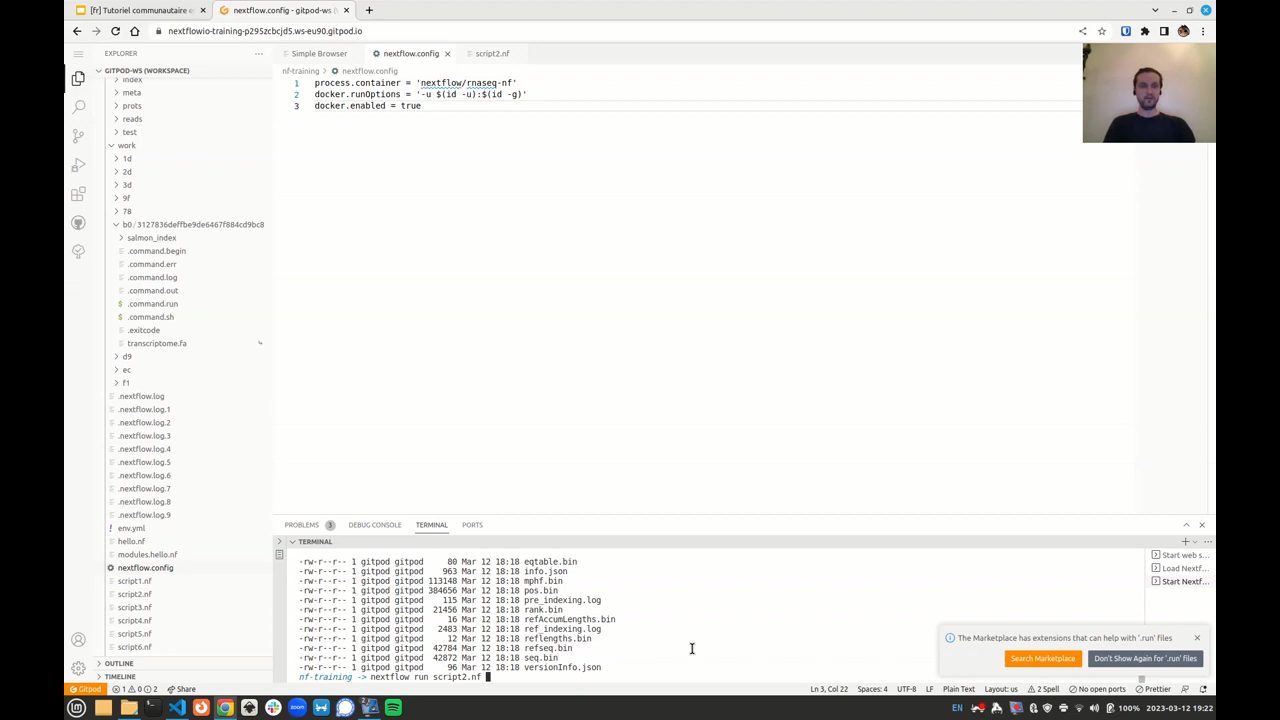 [fr] Tutoriel communautaire e
nextflow.config - gitpod-ws (
nextflowio-training-p295zcbcjd5.ws-eu90.gitpod.io
EXPLORER
Simple Browser
nextflow.config
script2.nf
GITPOD-WS (WORKSPACE)
nf-training > nextflow.config
index
meta
prots
reads
test
work
1d
2d
3d
9f
78
b0 / 3127836deffbe9de6467f884cd9bc8
salmon_index
.command.begin
.command.err
.command.log
.command.out
.command.run
.command.sh
.exitcode
transcriptome.fa
d9
ec
f1
.nextflow.log
.nextflow.log.1
.nextflow.log.2
.nextflow.log.3
.nextflow.log.4
.nextflow.log.5
.nextflow.log.6
.nextflow.log.7
.nextflow.log.8
.nextflow.log.9
env.yml
hello.nf
modules.hello.nf
nextflow.config
script1.nf
script2.nf
script3.nf
script4.nf
script5.nf
script6.nf
OUTLINE
TIMELINE
1 process.container = 'nextflow/rnaseq-nf'
2 docker.runOptions = '-u $(id -u):$(id -g)'
3 docker.enabled = true
PROBLEMS 3 DEBUG CONSOLE TERMINAL PORTS
TERMINAL
-rw-r--r-- 1 gitpod gitpod 80 Mar 12 18:18 eqtable.bin
-rw-r--r-- 1 gitpod gitpod 963 Mar 12 18:18 info.json
-rw-r--r-- 1 gitpod gitpod 113148 Mar 12 18:18 mphf.bin
-rw-r--r-- 1 gitpod gitpod 384656 Mar 12 18:18 pos.bin
-rw-r--r-- 1 gitpod gitpod 115 Mar 12 18:18 pre_indexing.log
-rw-r--r-- 1 gitpod gitpod 21456 Mar 12 18:18 rank.bin
-rw-r--r-- 1 gitpod gitpod 16 Mar 12 18:18 refAccumLengths.bin
-rw-r--r-- 1 gitpod gitpod 2483 Mar 12 18:18 ref_indexing.log
-rw-r--r-- 1 gitpod gitpod 12 Mar 12 18:18 reflengths.bin
-rw-r--r-- 1 gitpod gitpod 42784 Mar 12 18:18 refseq.bin
-rw-r--r-- 1 gitpod gitpod 42872 Mar 12 18:18 seq.bin
-rw-r--r-- 1 gitpod gitpod 96 Mar 12 18:18 versionInfo.json
nf-training -> nextflow run script2.nf
Start web s...
Load Nextf...
Start Nextf...
The Marketplace has extensions that can help with '.run' files
Search Marketplace
Don't Show Again for '.run' files
Gitpod 1 0 2 Share
Ln 3, Col 22 Spaces: 4 UTF-8 LF Plain Text Layout: us 2 Spell No open ports Prettier
zoom
EN
100% 2023-03-12 19:22